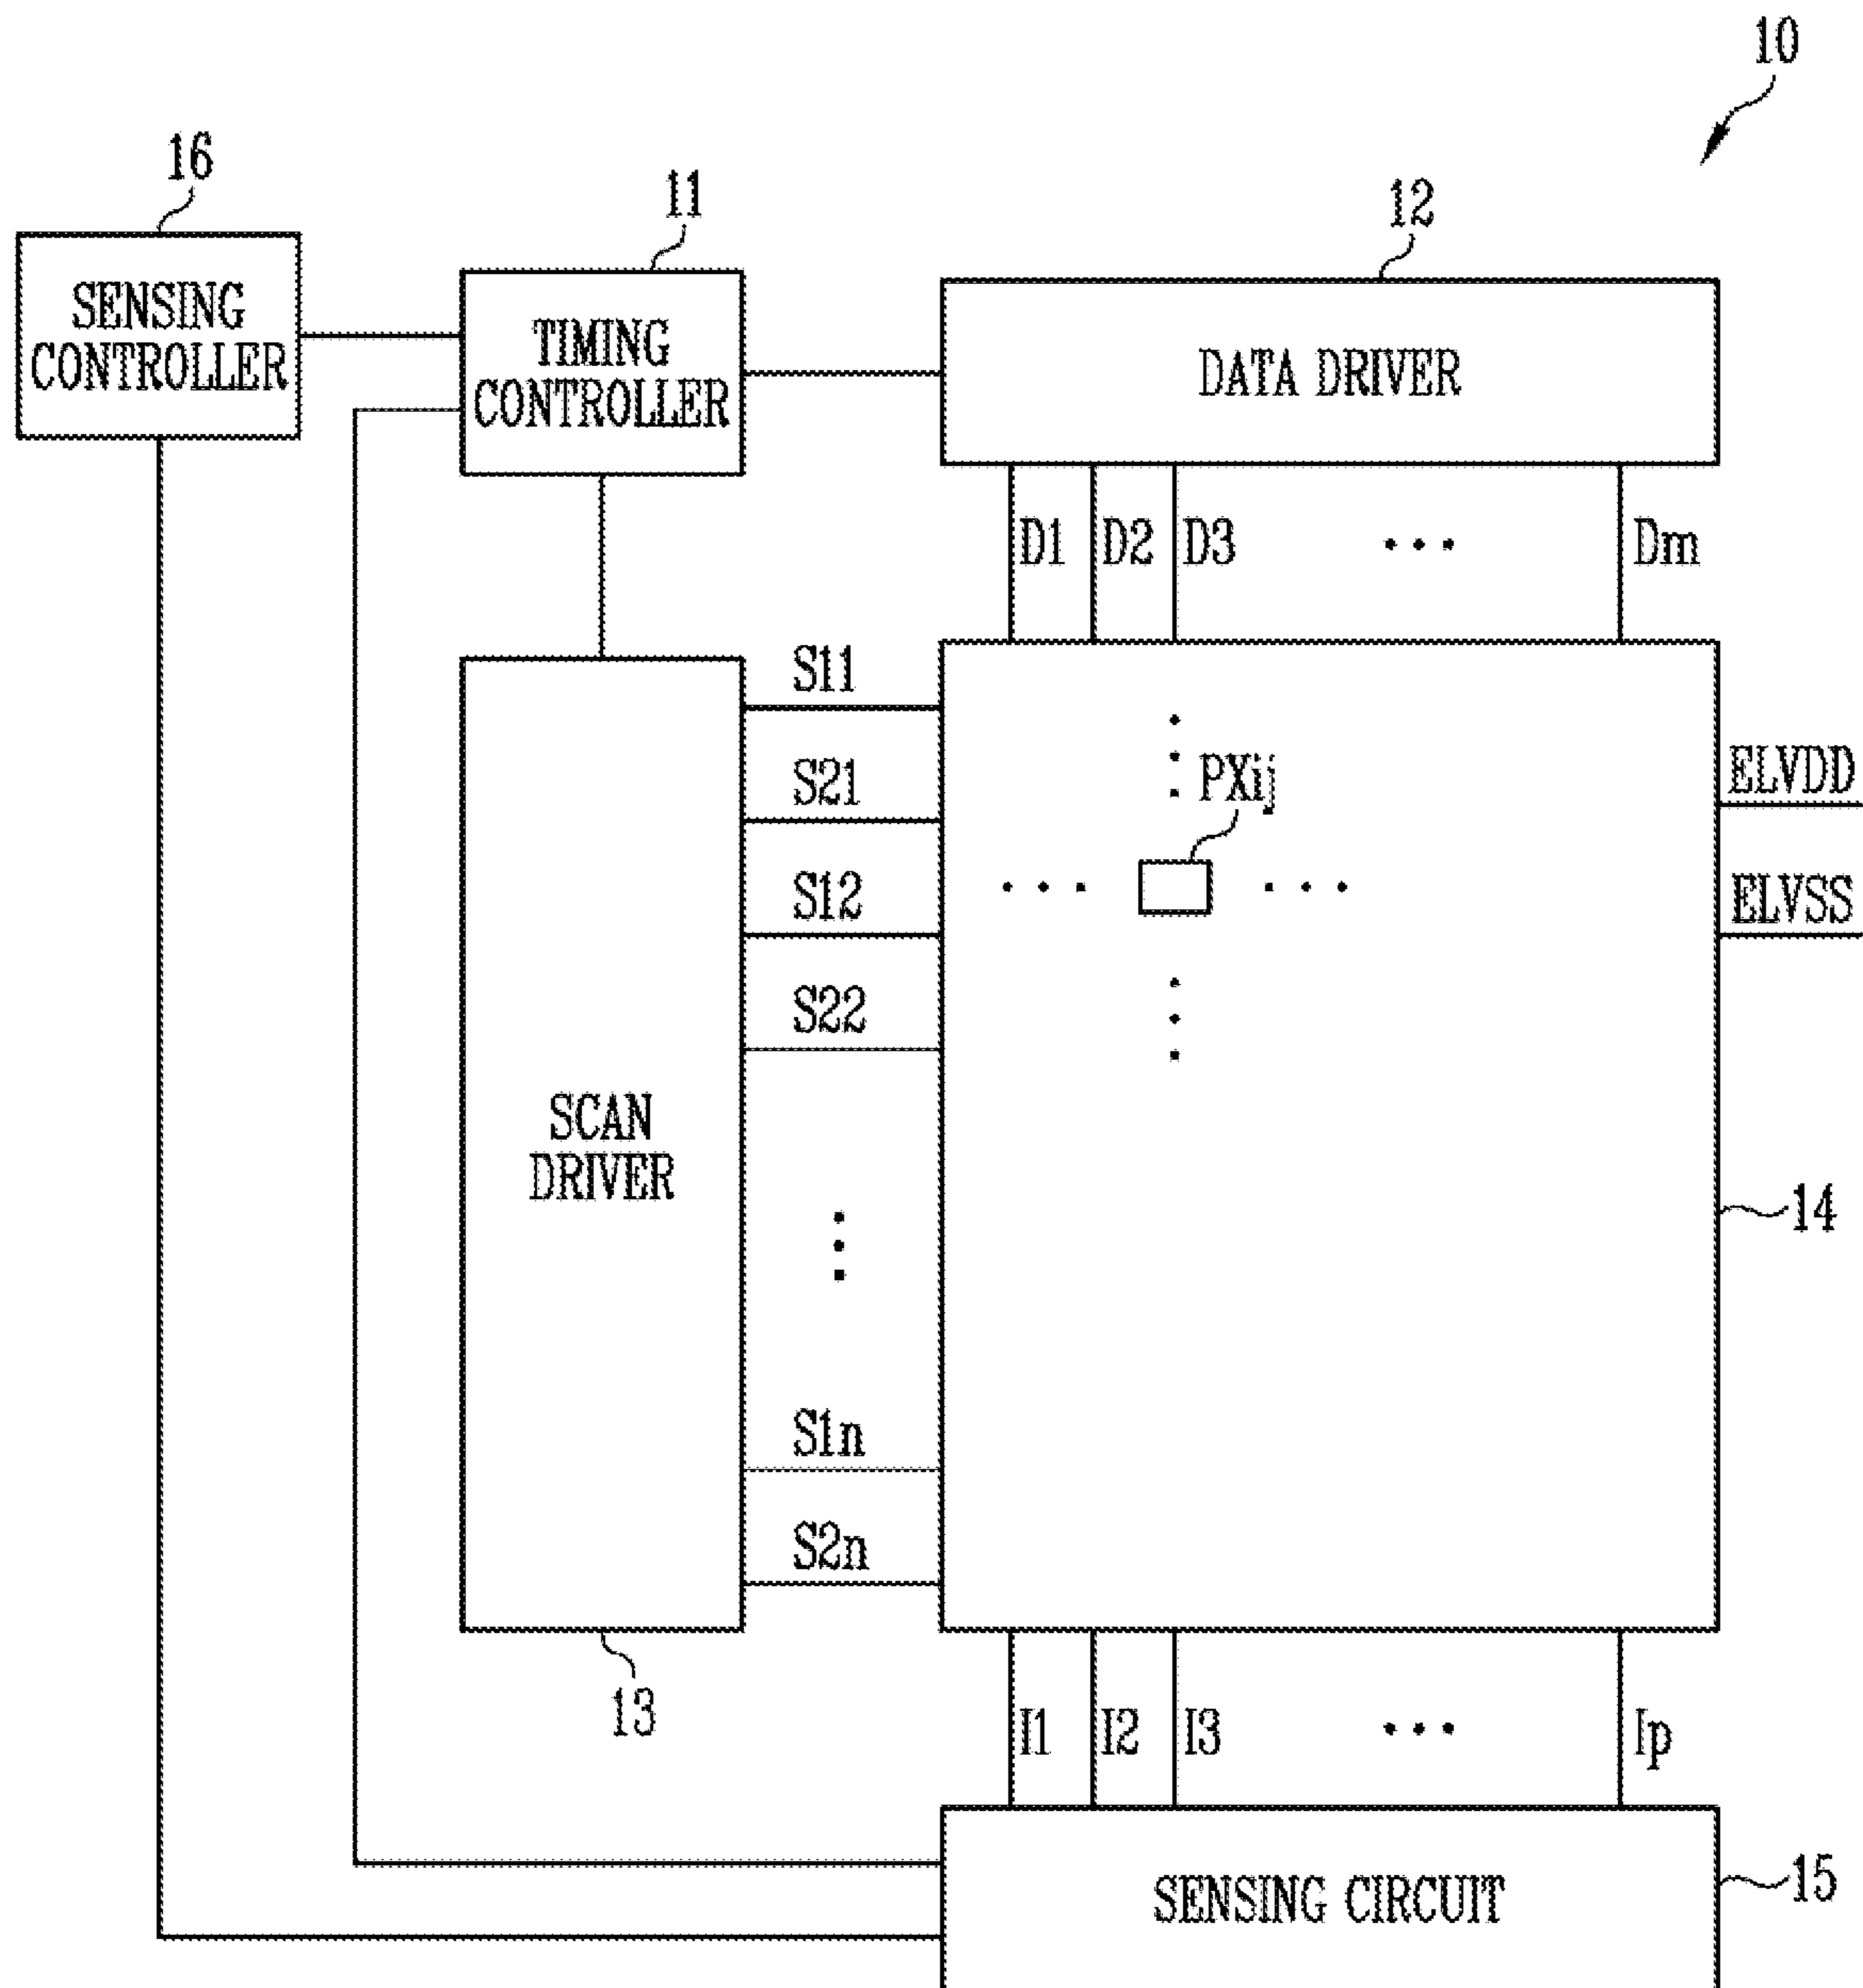 10
16
11
12
SENSING
CONTROLLER
TIMING
CONTROLLER
DATA DRIVER
D1 D2 D3 ... Dm
S11
S21
S12
S22
PXij
ELVDD
ELVSS
SCAN
DRIVER
14
S1n
S2n
13
I1 I2 I3 ... Ip
SENSING CIRCUIT
15